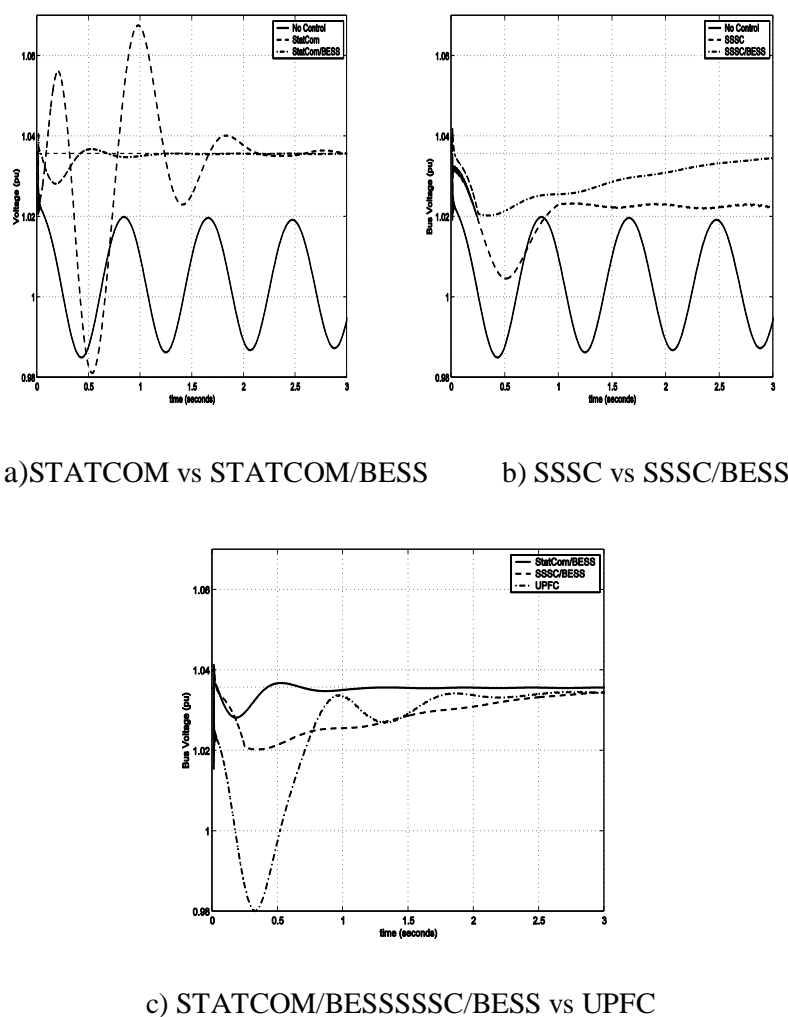 1.08
1.06
1.04
1.02
1
0.98
Voltage (pu)
No Control
StatCom
StatCom/BESS
0
0.5
1
1.5
2
2.5
3
time (seconds)
1.08
1.06
1.04
1.02
1
0.98
Bus Voltage (pu)
No Control
SSSC
SSSC/BESS
0
0.5
1
1.5
2
2.5
3
time (seconds)
a)STATCOM vs STATCOM/BESS
b) SSSC vs SSSC/BESS
1.06
1.04
1.02
1
0.98
Bus Voltage (pu)
StatCom/BESS
SSSC/BESS
UPFC
0
0.5
1
1.5
2
2.5
3
time (seconds)
c) STATCOM/BESSSSSC/BESS vs UPFC